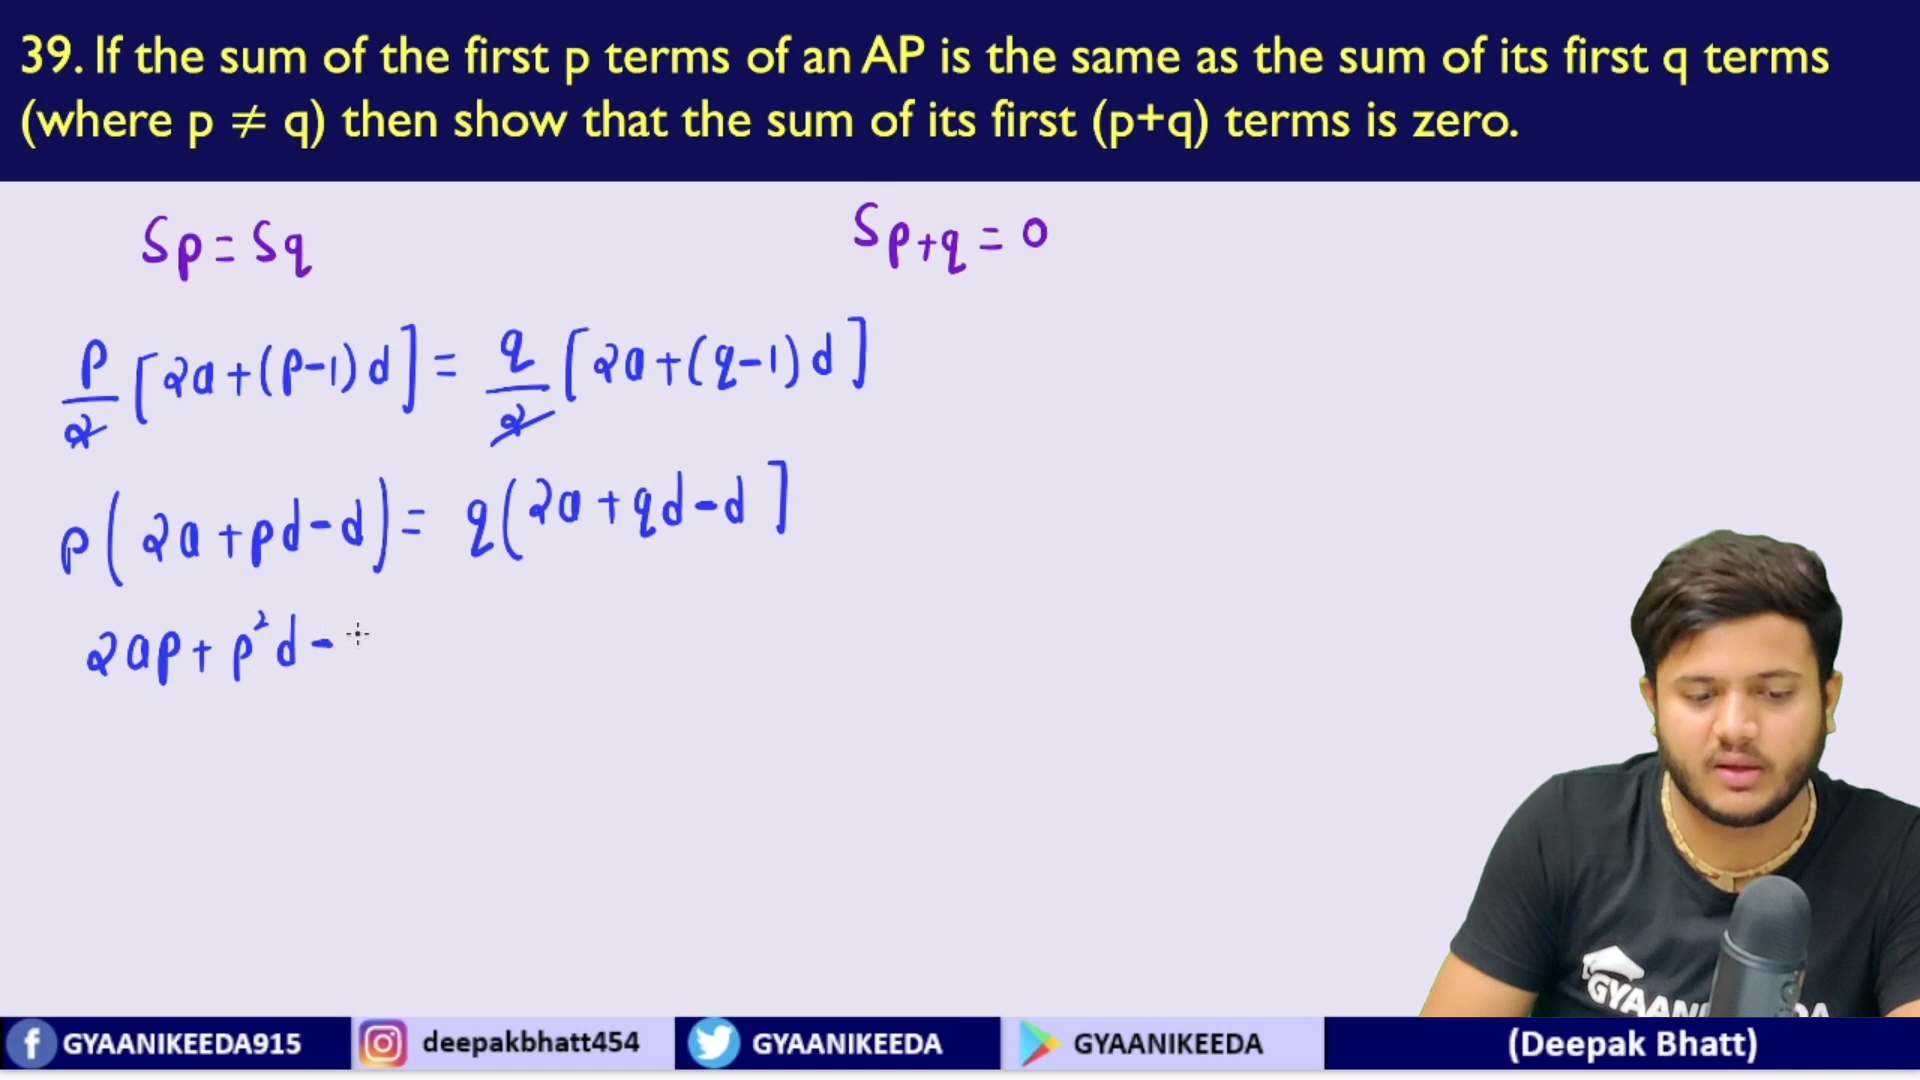 39. If the sum of the first p terms of an AP is the same as the sum of its first q terms
(where p ≠ q) then show that the sum of its first (p+q) terms is zero.
Sp = Sq
Sp+q = 0
p/2 [2a+(p-1)d] = q/2 [2a+(q-1)d]
p(2a+pd-d) = q(2a+qd-d]
2ap + p²d -
GYAANIKEEDA
GYAANIKEEDA915
deepakbhatt454
GYAANIKEEDA
GYAANIKEEDA
(Deepak Bhatt)